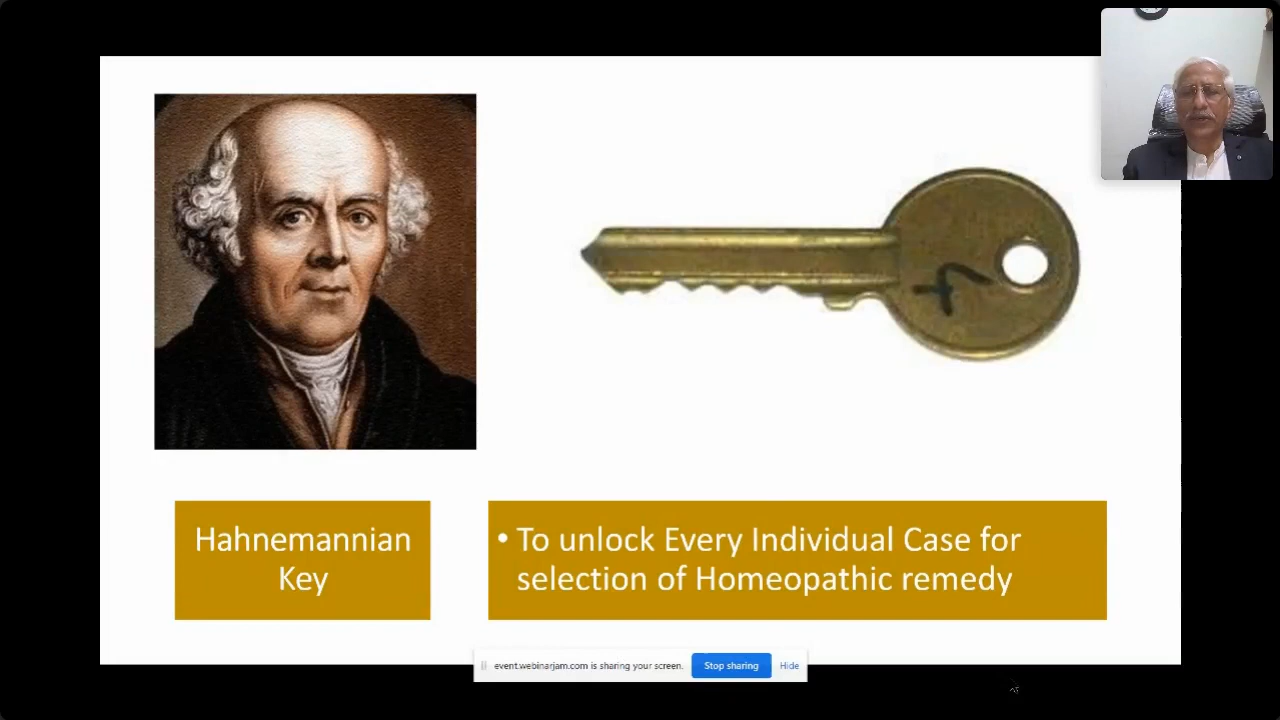 Hahnemannian
Key
• To unlock Every Individual Case for
selection of Homeopathic remedy
event.webinarjam.com is sharing your screen.
Stop sharing
Hide